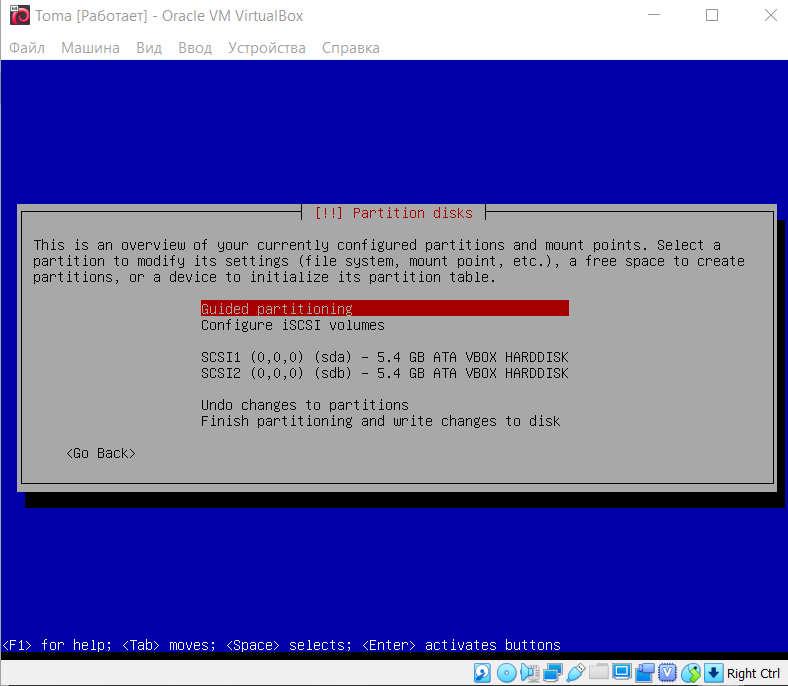 Toma [Работает] - Oracle VM VirtualBox
Файл Машина Вид Ввод Устройства Справка
[!!] Partition disks
This is an overview of your currently configured partitions and mount points. Select a
partition to modify its settings (file system, mount point, etc.), a free space to create
partitions, or a device to initialize its partition table.
Guided partitioning
Configure iSCSI volumes
SCSI1 (0,0,0) (sda) - 5.4 GB ATA VBOX HARDDISK
SCSI2 (0,0,0) (sdb) - 5.4 GB ATA VBOX HARDDISK
Undo changes to partitions
Finish partitioning and write changes to disk
<Go Back>
<F1> for help; <Tab> moves; <Space> selects; <Enter> activates buttons
Right Ctrl